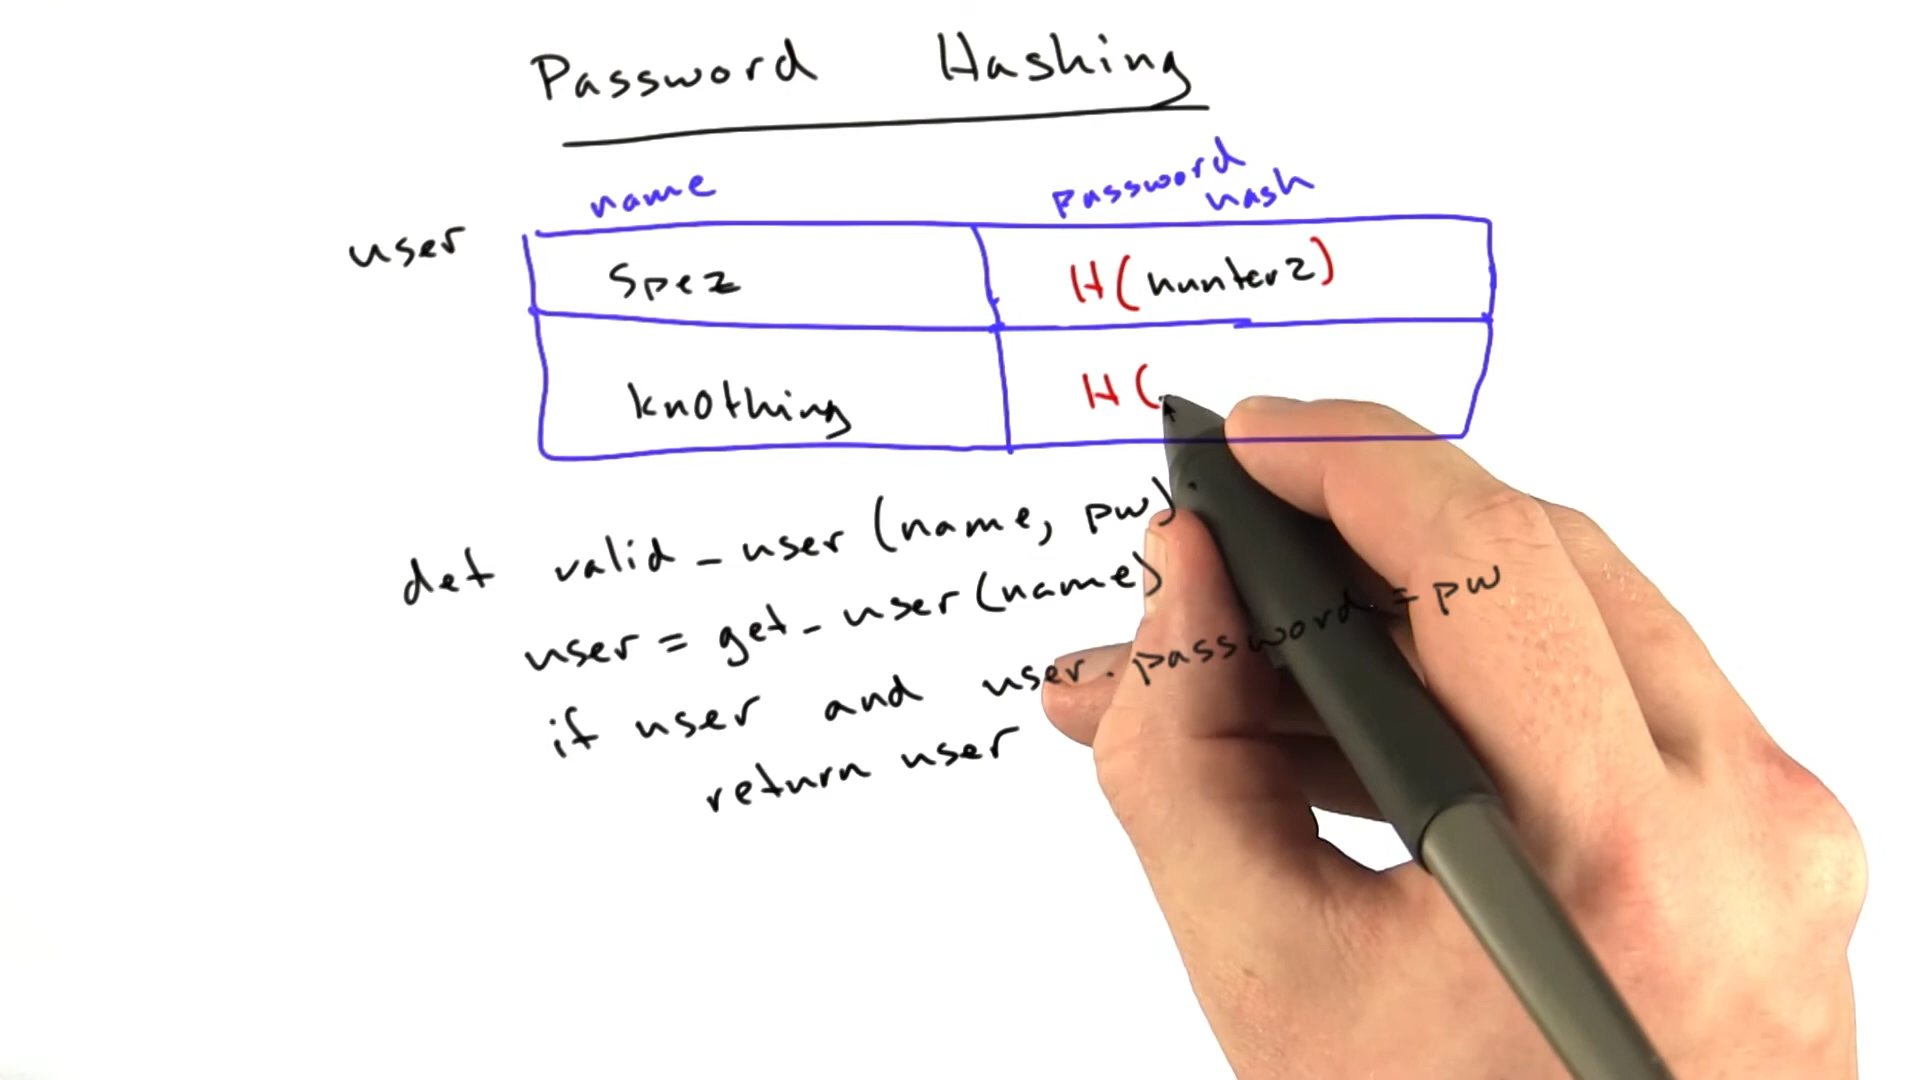 Password Hashing
name password hash
user
Spez H(hunter2)
knothing H(
def valid_user(name, pw):
user = get_user(name)
if user and user.password = pw
return user